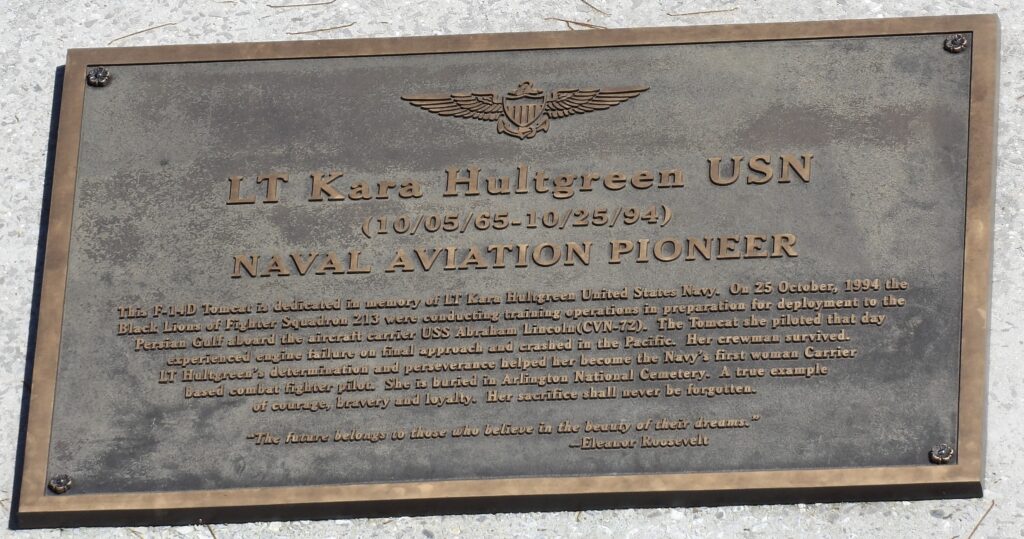 LT Kara Hultgreen USN
(10/05/65-10/25/94)
NAVAL AVIATION PIONEER
This F-14D Tomcat is dedicated in memory of LT Kara Hultgreen United States Navy. On 25 October, 1994 the
Black Lions of Fighter Squadron 213 were conducting training operations in preparation for deployment to the
Persian Gulf aboard the aircraft carrier USS Abraham Lincoln(CVN-72). The Tomcat she piloted that day
experienced engine failure on final approach and crashed in the Pacific. Her crewman survived.
LT Hultgreen's determination and perseverance helped her become the Navy's first woman Carrier
based combat fighter pilot. She is buried in Arlington National Cemetery. A true example
of courage, bravery and loyalty. Her sacrifice shall never be forgotten.
"The future belongs to those who believe in the beauty of their dreams."
-Eleanor Roosevelt